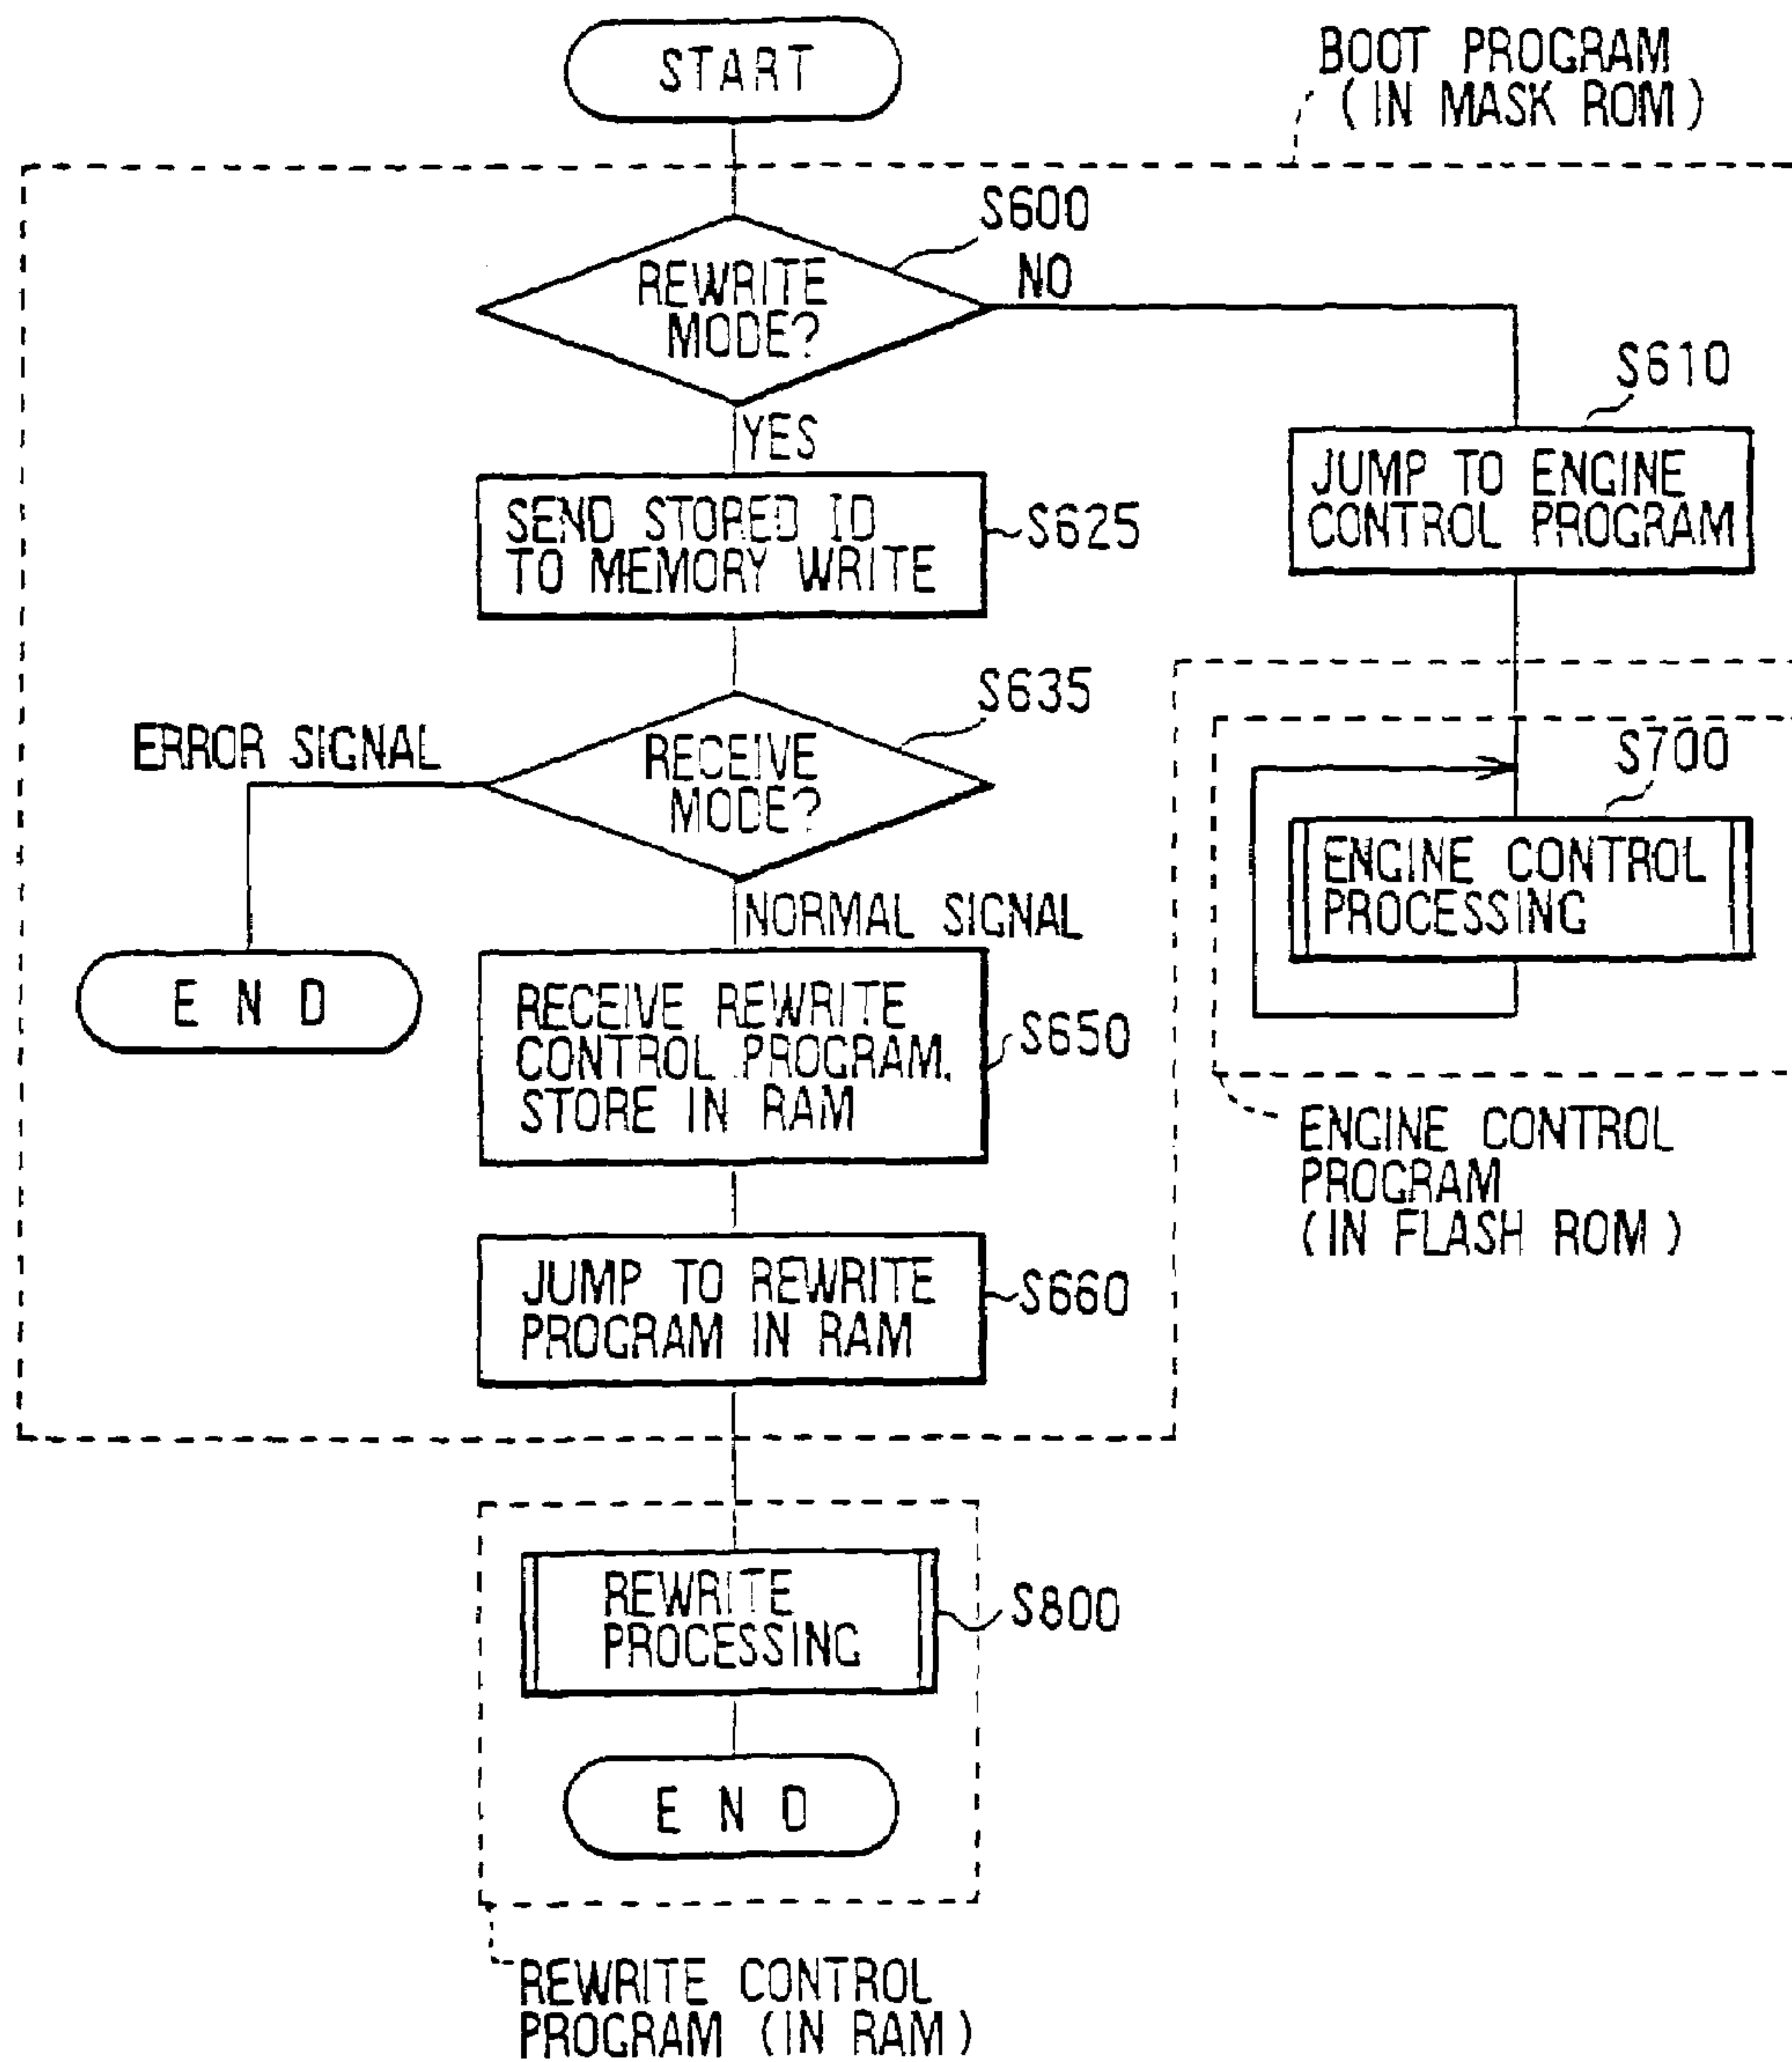 START
BOOT PROGRAM
(IN MASK ROM)
S600
REWRITE
MODE?
NO
YES
S610
JUMP TO ENGINE
CONTROL PROGRAM
SEND STORED ID
TO MEMORY WRITE
S625
S635
ERROR SIGNAL
RECEIVE
MODE?
S700
ENGINE CONTROL
PROCESSING
NORMAL SIGNAL
END
RECEIVE REWRITE
CONTROL PROGRAM,
STORE IN RAM
S650
ENGINE CONTROL
PROGRAM
(IN FLASH ROM)
JUMP TO REWRITE
PROGRAM IN RAM
S660
REWRITE
PROCESSING
S800
END
REWRITE CONTROL
PROGRAM (IN RAM)